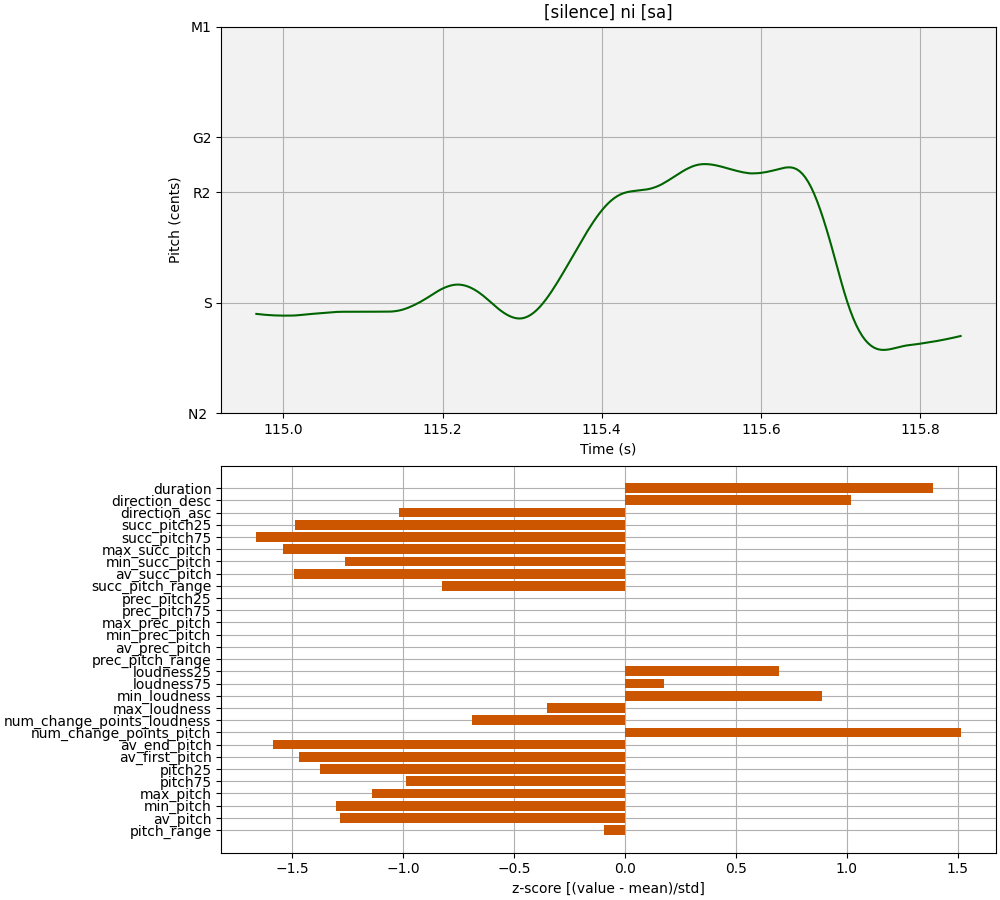 [silence] ni [sa]
M1
G2
R2
S
N2
Pitch (cents)
115.0 115.2 115.4 115.6 115.8
Time (s)
duration
direction_desc
direction_asc
succ_pitch25
succ_pitch75
max_succ_pitch
min_succ_pitch
av_succ_pitch
succ_pitch_range
prec_pitch25
prec_pitch75
max_prec_pitch
min_prec_pitch
av_prec_pitch
prec_pitch_range
loudness25
loudness75
min_loudness
max_loudness
num_change_points_loudness
num_change_points_pitch
av_end_pitch
av_first_pitch
pitch25
pitch75
max_pitch
min_pitch
av_pitch
pitch_range
−1.5 −1.0 −0.5 0.0 0.5 1.0 1.5
z-score [(value - mean)/std]